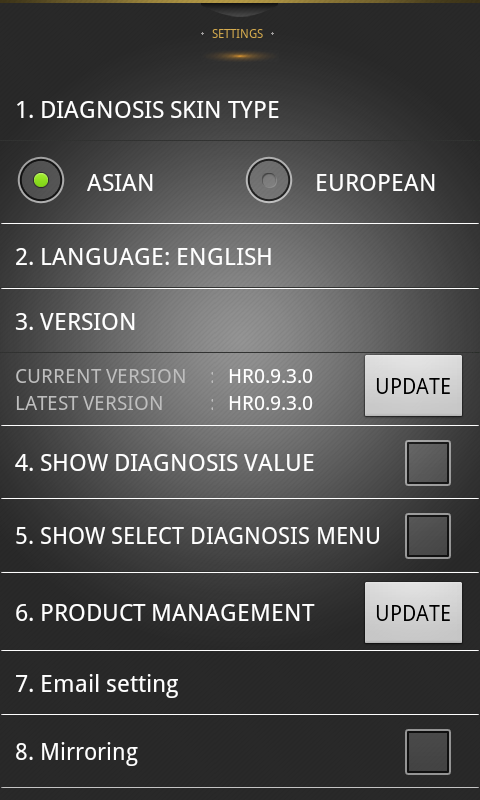 SETTINGS
1. DIAGNOSIS SKIN TYPE
ASIAN EUROPEAN
2. LANGUAGE: ENGLISH
3. VERSION
CURRENT VERSION : HR0.9.3.0
LATEST VERSION : HR0.9.3.0
UPDATE
4. SHOW DIAGNOSIS VALUE
5. SHOW SELECT DIAGNOSIS MENU
6. PRODUCT MANAGEMENT UPDATE
7. Email setting
8. Mirroring